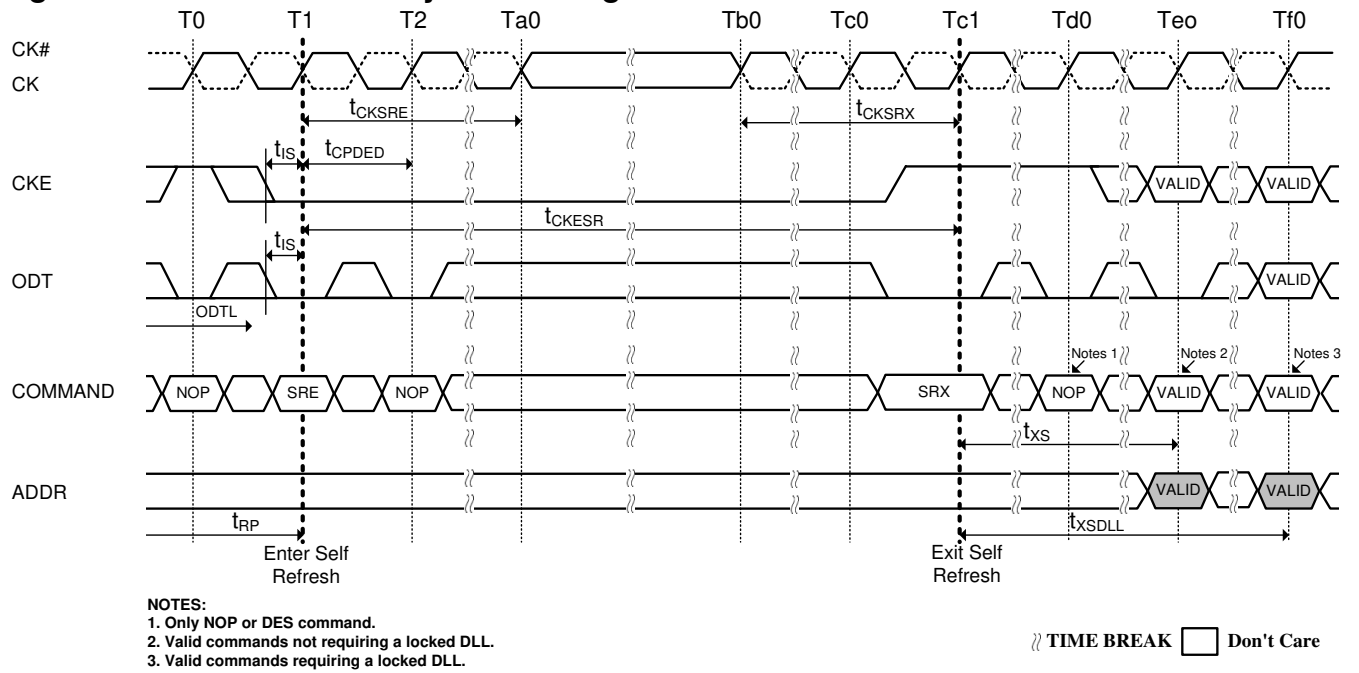 T0 T1 T2 Ta0 Tb0 Tc0 Tc1 Td0 Teo Tf0
CK#
CK
tCKSRE tCKSRX
tIS tCPDED
CKE VALID VALID
tCKESR
tIS
ODT VALID
ODTL
Notes 1 Notes 2 Notes 3
COMMAND NOP SRE NOP SRX NOP VALID VALID
tXS
ADDR VALID VALID
tRP tXSDLL
Enter Self Refresh
Exit Self Refresh
NOTES:
1. Only NOP or DES command.
2. Valid commands not requiring a locked DLL.
3. Valid commands requiring a locked DLL.
TIME BREAK Don't Care